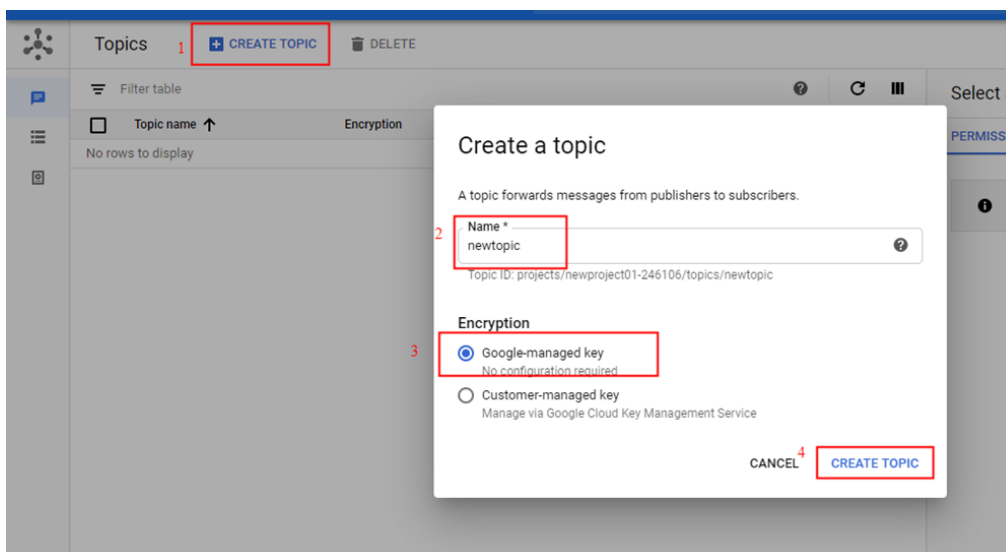 Topics 1 CREATE TOPIC DELETE
Filter table
Select
Topic name Encryption
PERMISS
No rows to display
Create a topic
A topic forwards messages from publishers to subscribers.
2 Name *
newtopic
Topic ID: projects/newproject01-246106/topics/newtopic
Encryption
3 Google-managed key
No configuration required
Customer-managed key
Manage via Google Cloud Key Management Service
CANCEL 4 CREATE TOPIC